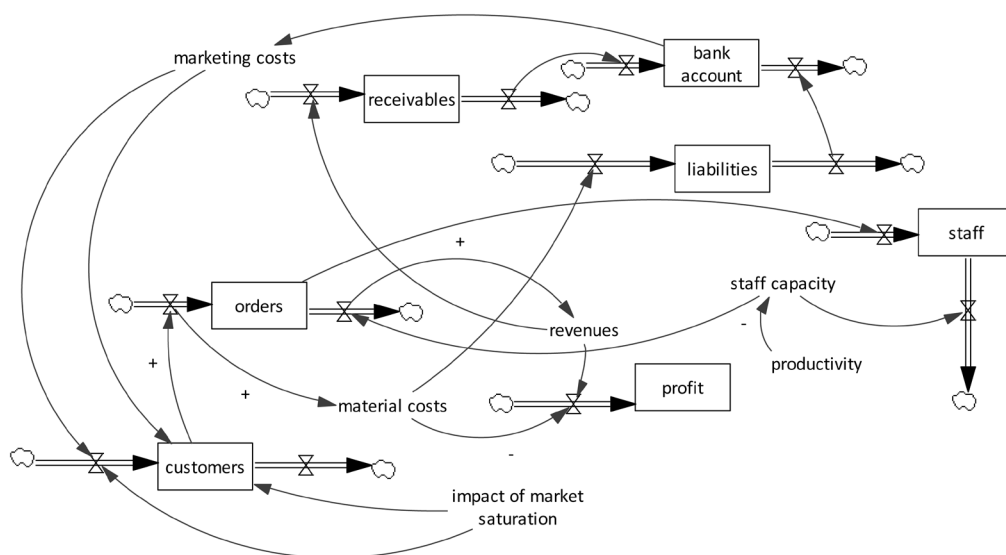 marketing costs
bank
account
receivables
liabilities
staff
+
orders
staff capacity
revenues
-
productivity
+
+
material costs
profit
-
customers
impact of market
saturation